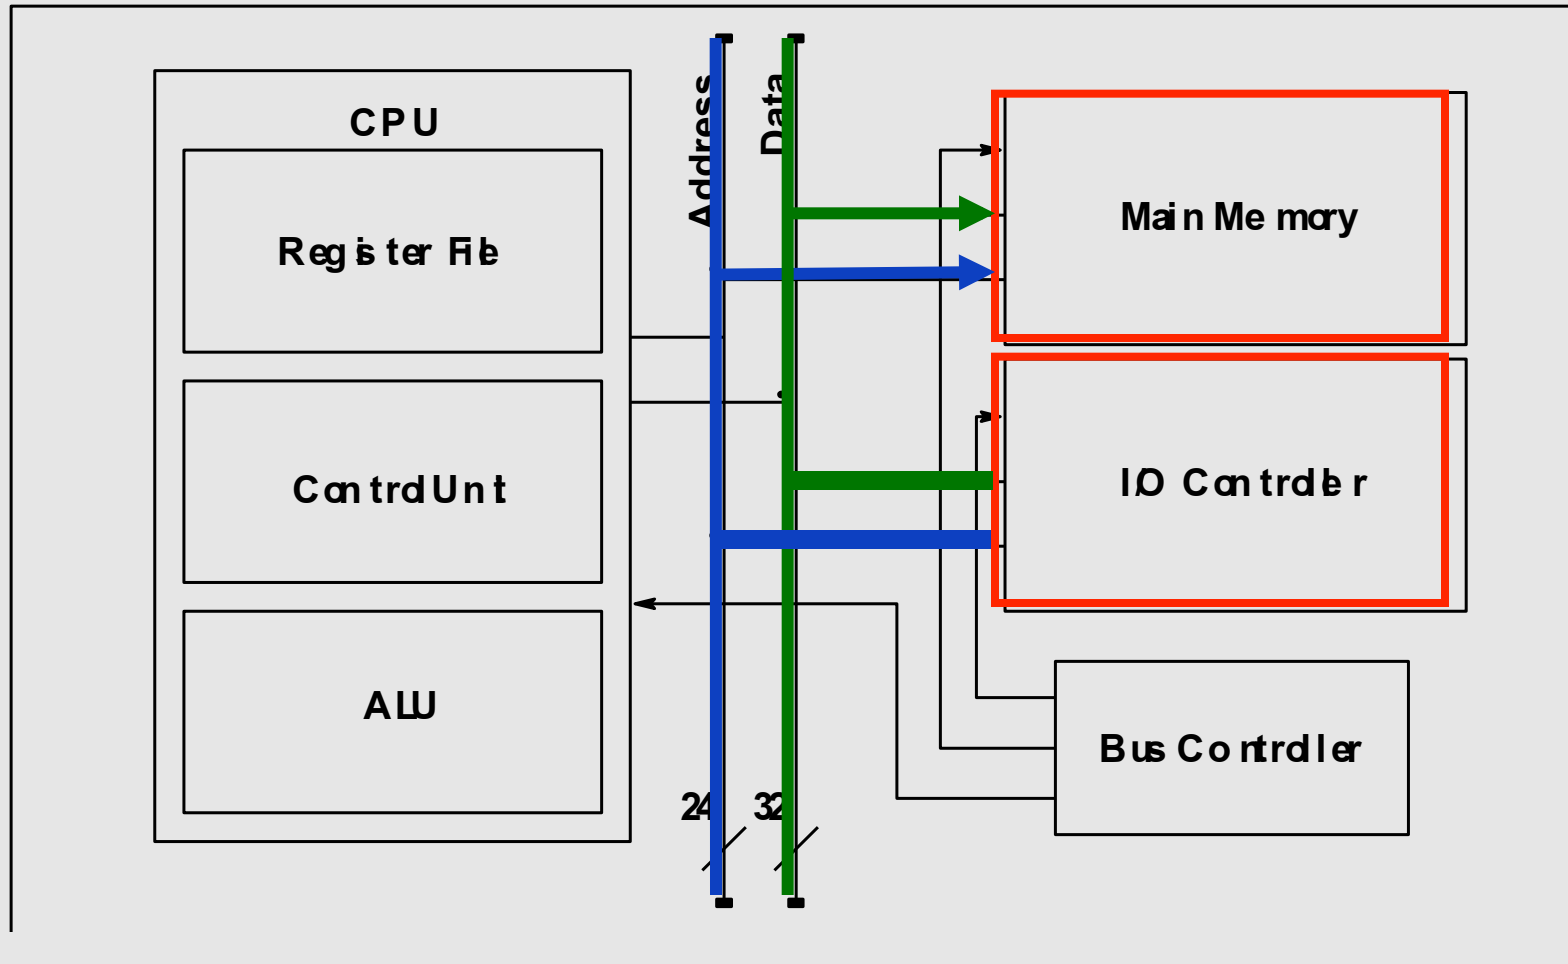 CPU
Register File
Control Unit
ALU
Address
Data
24
32
Main Memory
I/O Controller
Bus Controller